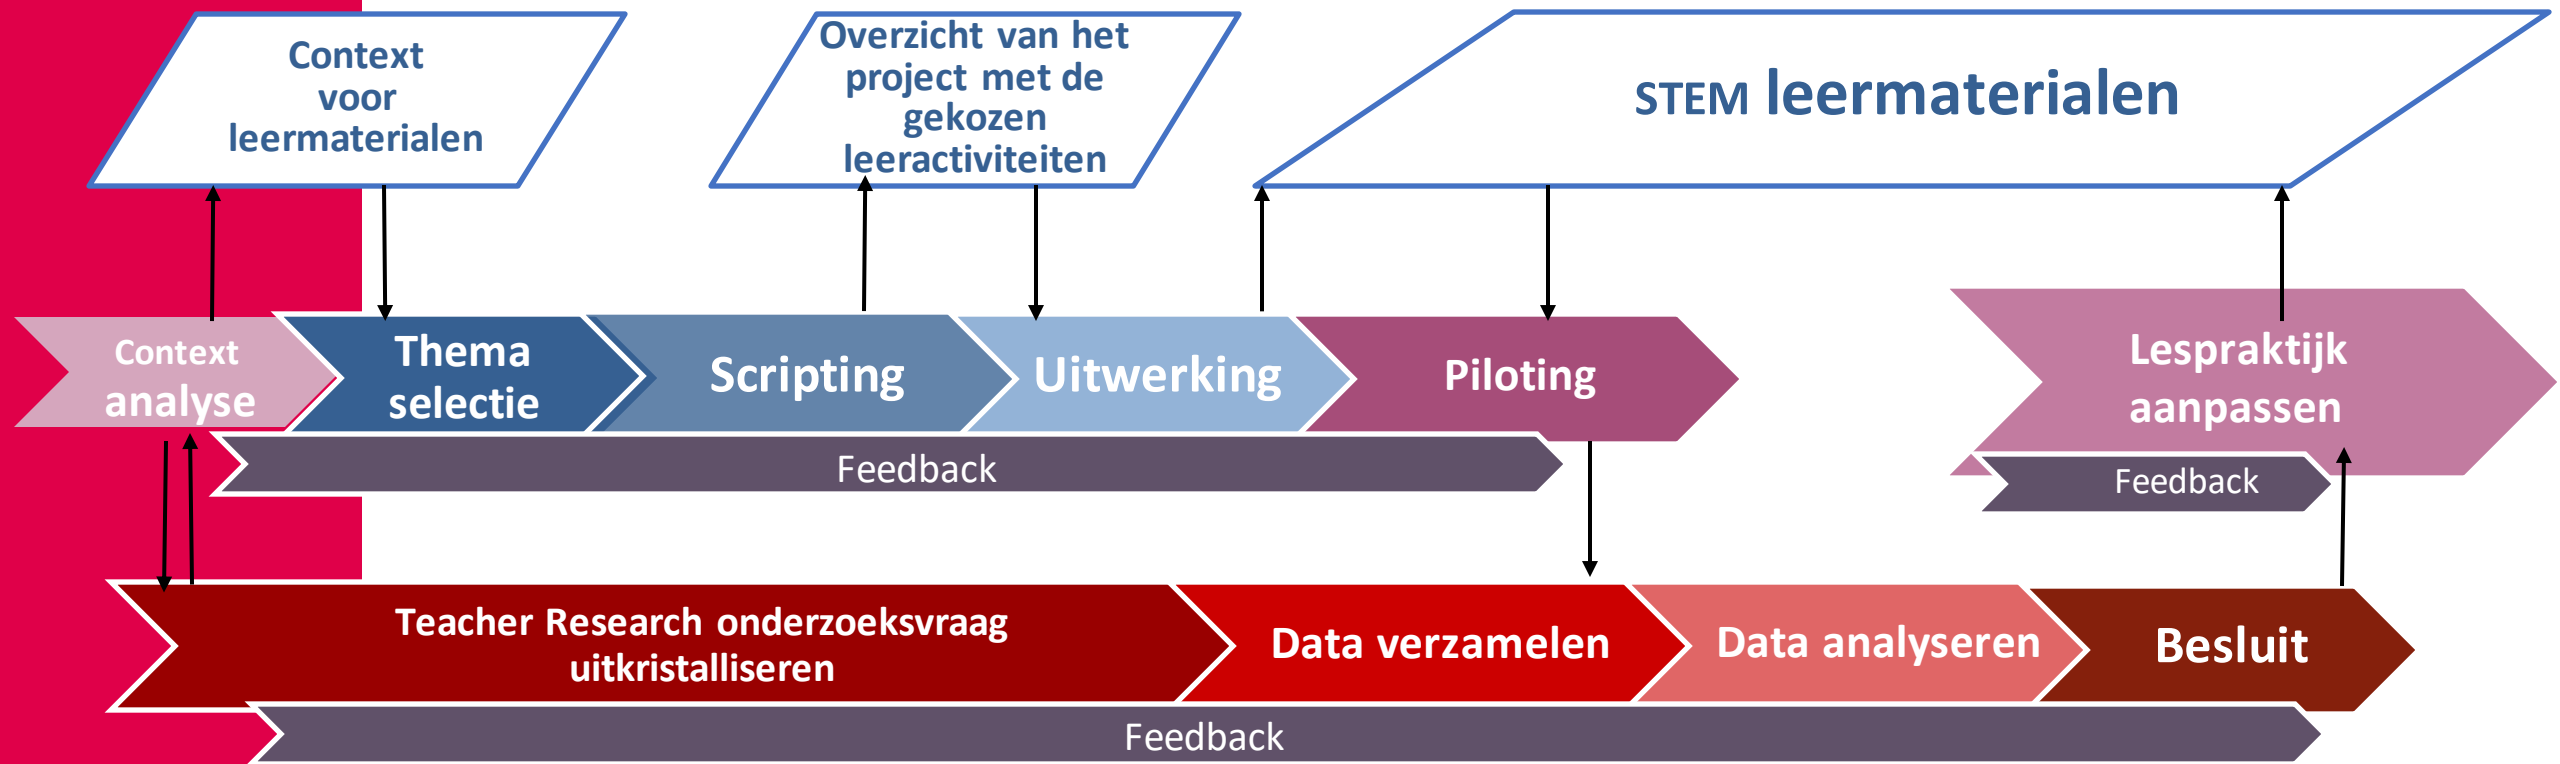 Context
voor
leermaterialen
Overzicht van het
project met de
gekozen
leeractiviteiten
STEM leermaterialen
Context
analyse
Thema
selectie
Scripting
Uitwerking
Piloting
Lespraktijk
aanpassen
Feedback
Feedback
Teacher Research onderzoeksvraag
uitkristalliseren
Data verzamelen
Data analyseren
Besluit
Feedback